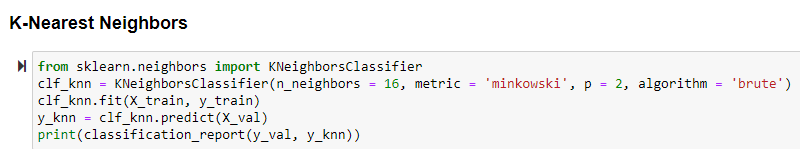 K-Nearest Neighbors
from sklearn.neighbors import KNeighborsClassifier
clf_knn = KNeighborsClassifier(n_neighbors = 16, metric = 'minkowski', p = 2, algorithm = 'brute')
clf_knn.fit(X_train, y_train)
y_knn = clf_knn.predict(X_val)
print(classification_report(y_val, y_knn))